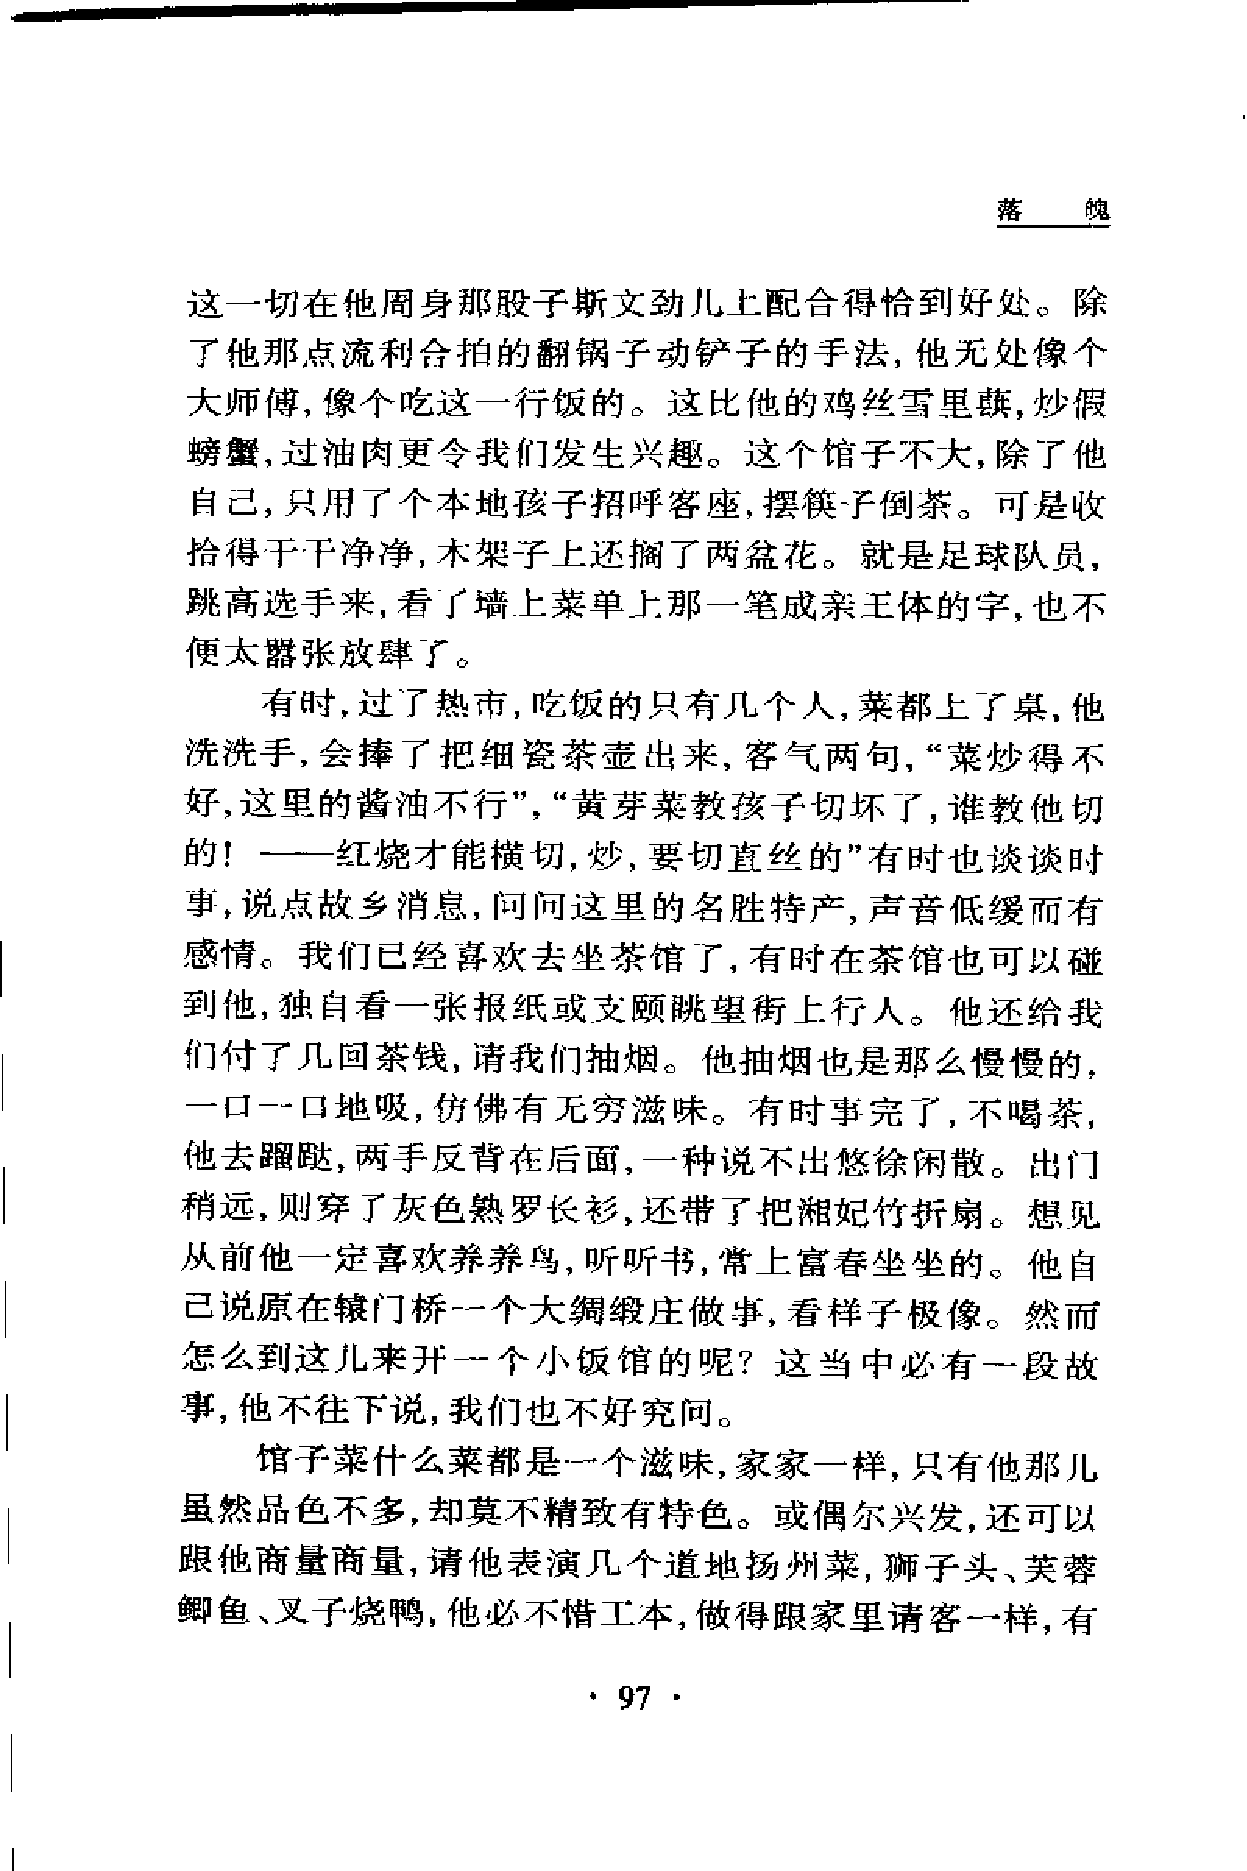 落 魄
这一切在他周身那股子斯文劲儿上配合得恰到好处。除
了他那点流利合拍的翻锅子动铲子的手法,他无处像个
大师傅,像个吃这一行饭的。这比他的鸡丝雪里蕻,炒假
螃蟹,过油肉更令我们发生兴趣。这个馆子不大,除了他
自己,只用了个本地孩子招呼客座,摆筷子倒茶。可是收
拾得干干净净,木架子上还搁了两盆花。就是足球队员,
跳高选手来,看了墙上菜单上那一笔成亲王体的字,也不
便太嚣张放肆了。
有时,过了热市,吃饭的只有几个人,菜都上了桌,他
洗洗手,会捧了把细瓷茶壶出来,客气两句,“菜炒得不
好,这里的酱油不行”,“黄芽菜教孩子切坏了,谁教他切
的!——红烧才能横切,炒,要切直丝的”有时也谈谈时
事,说点故乡消息,问问这里的名胜特产,声音低缓而有
感情。我们已经喜欢去坐茶馆了,有时在茶馆也可以碰
到他,独自看一张报纸或支颐眺望街上行人。他还给我
们付了几回茶钱,请我们抽烟。他抽烟也是那么慢慢的,
一口一口地吸,仿佛有无穷滋味。有时事完了,不喝茶,
他去蹓跶,两手反背在后面,一种说不出悠徐闲散。出门
稍远,则穿了灰色熟罗长衫,还带了把湘妃竹折扇。想见
从前他一定喜欢养养鸟,听听书,常上富春坐坐的。他自
己说原在辕门桥一个大绸缎庄做事,看样子极像。然而
怎么到这儿来开一个小饭馆的呢?这当中必有一段故
事,他不往下说,我们也不好究问。
馆子菜什么菜都是一个滋味,家家一样,只有他那儿
虽然品色不多,却莫不精致有特色。或偶尔兴发,还可以
跟他商量商量,请他表演几个道地扬州菜,狮子头、芙蓉
鲫鱼、叉子烧鸭,他必不惜工本,做得跟家里请客一样,有
· 97 ·